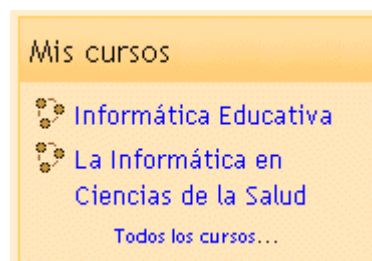 Mis cursos
Informática Educativa
La Informática en
Ciencias de la Salud
Todos los cursos...